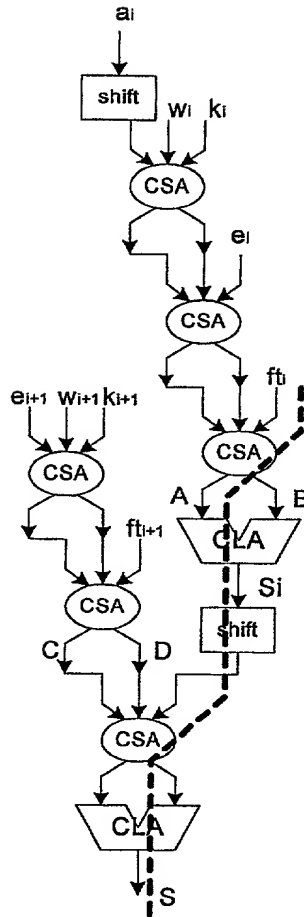 ai
shift
wi ki
CSA
ei
CSA
fti
ei+1 wi+1 ki+1
CSA
CSA
A B
CLA
fti+1
Si
CSA
shift
C D
CSA
CLA
S